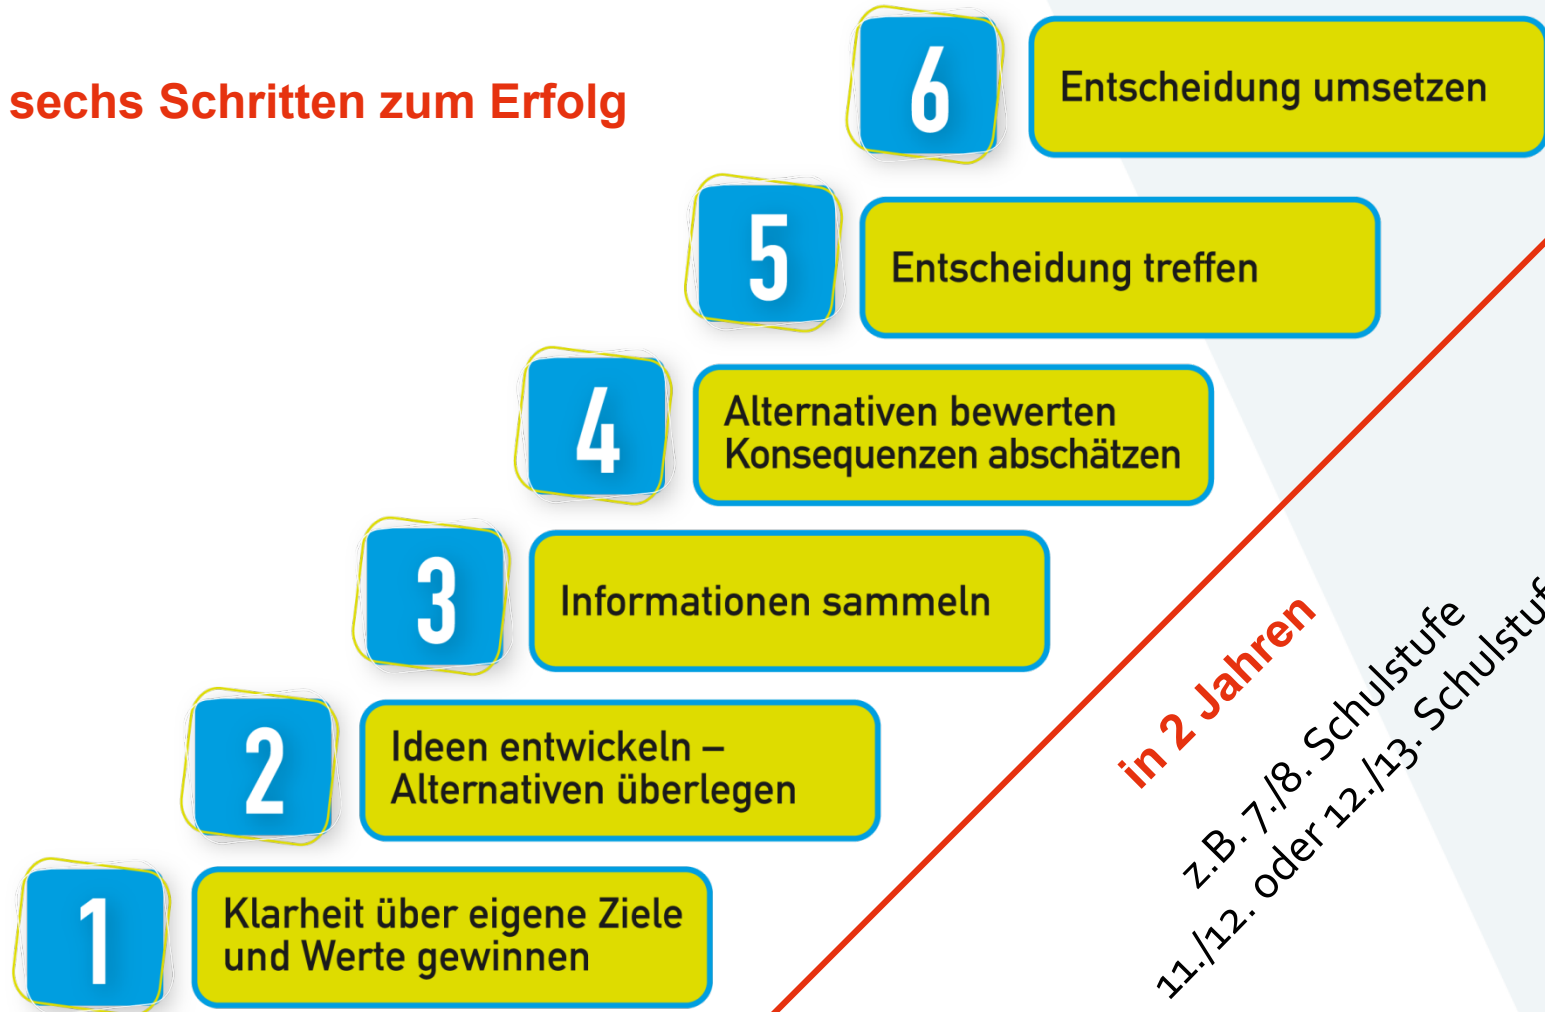 sechs Schritten zum Erfolg
6
Entscheidung umsetzen
5
Entscheidung treffen
4
Alternativen bewerten
Konsequenzen abschätzen
3
Informationen sammeln
2
Ideen entwickeln –
Alternativen überlegen
1
Klarheit über eigene Ziele
und Werte gewinnen
in 2 Jahren
z.B. 7./8. Schulstufe
11./12. oder 12./13. Schulstuf